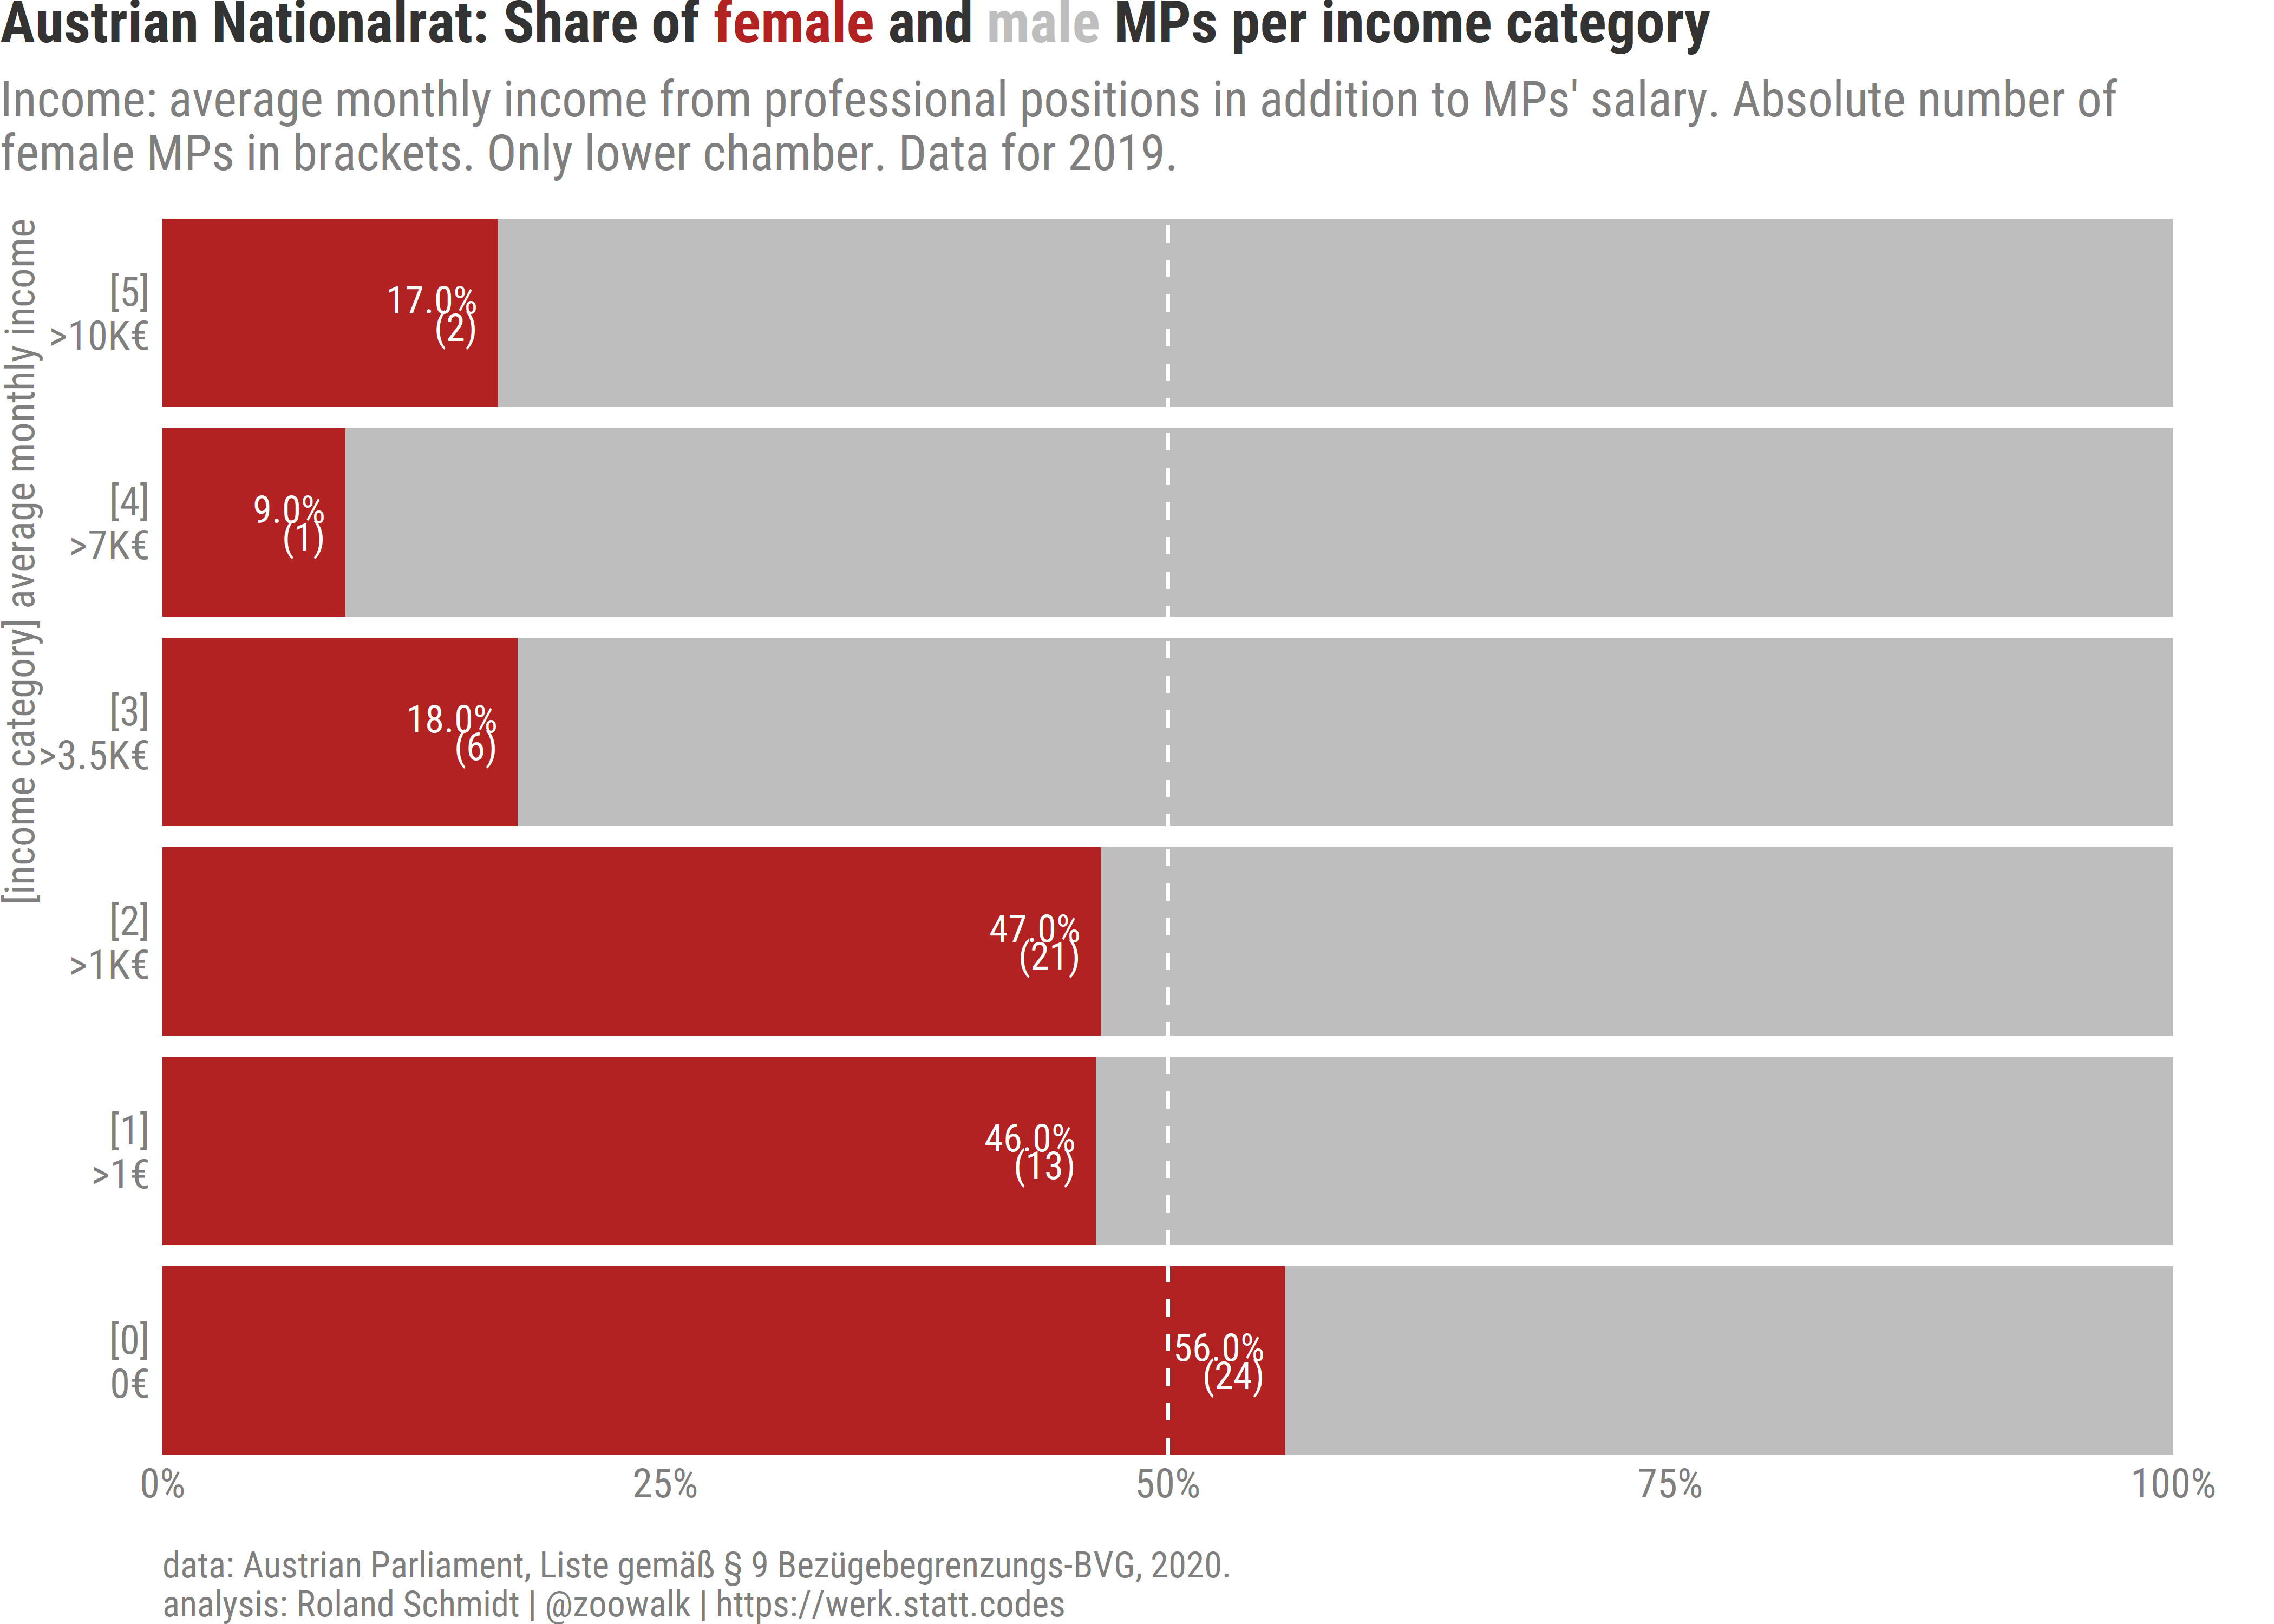 Austrian Nationalrat: Share of female and male MPs per income category
Income: average monthly income from professional positions in addition to MPs' salary. Absolute number of
female MPs in brackets. Only lower chamber. Data for 2019.
[income category] average monthly income
[5]
>10K€
17.0%
(2)
[4]
>7K€
9.0%
(1)
[3]
>3.5K€
18.0%
(6)
[2]
>1K€
47.0%
(21)
[1]
>1€
46.0%
(13)
[0]
0€
56.0%
(24)
0% 25% 50% 75% 100%
data: Austrian Parliament, Liste gemäß § 9 Bezügebegrenzungs-BVG, 2020.
analysis: Roland Schmidt | @zoowalk | https://werk.statt.codes